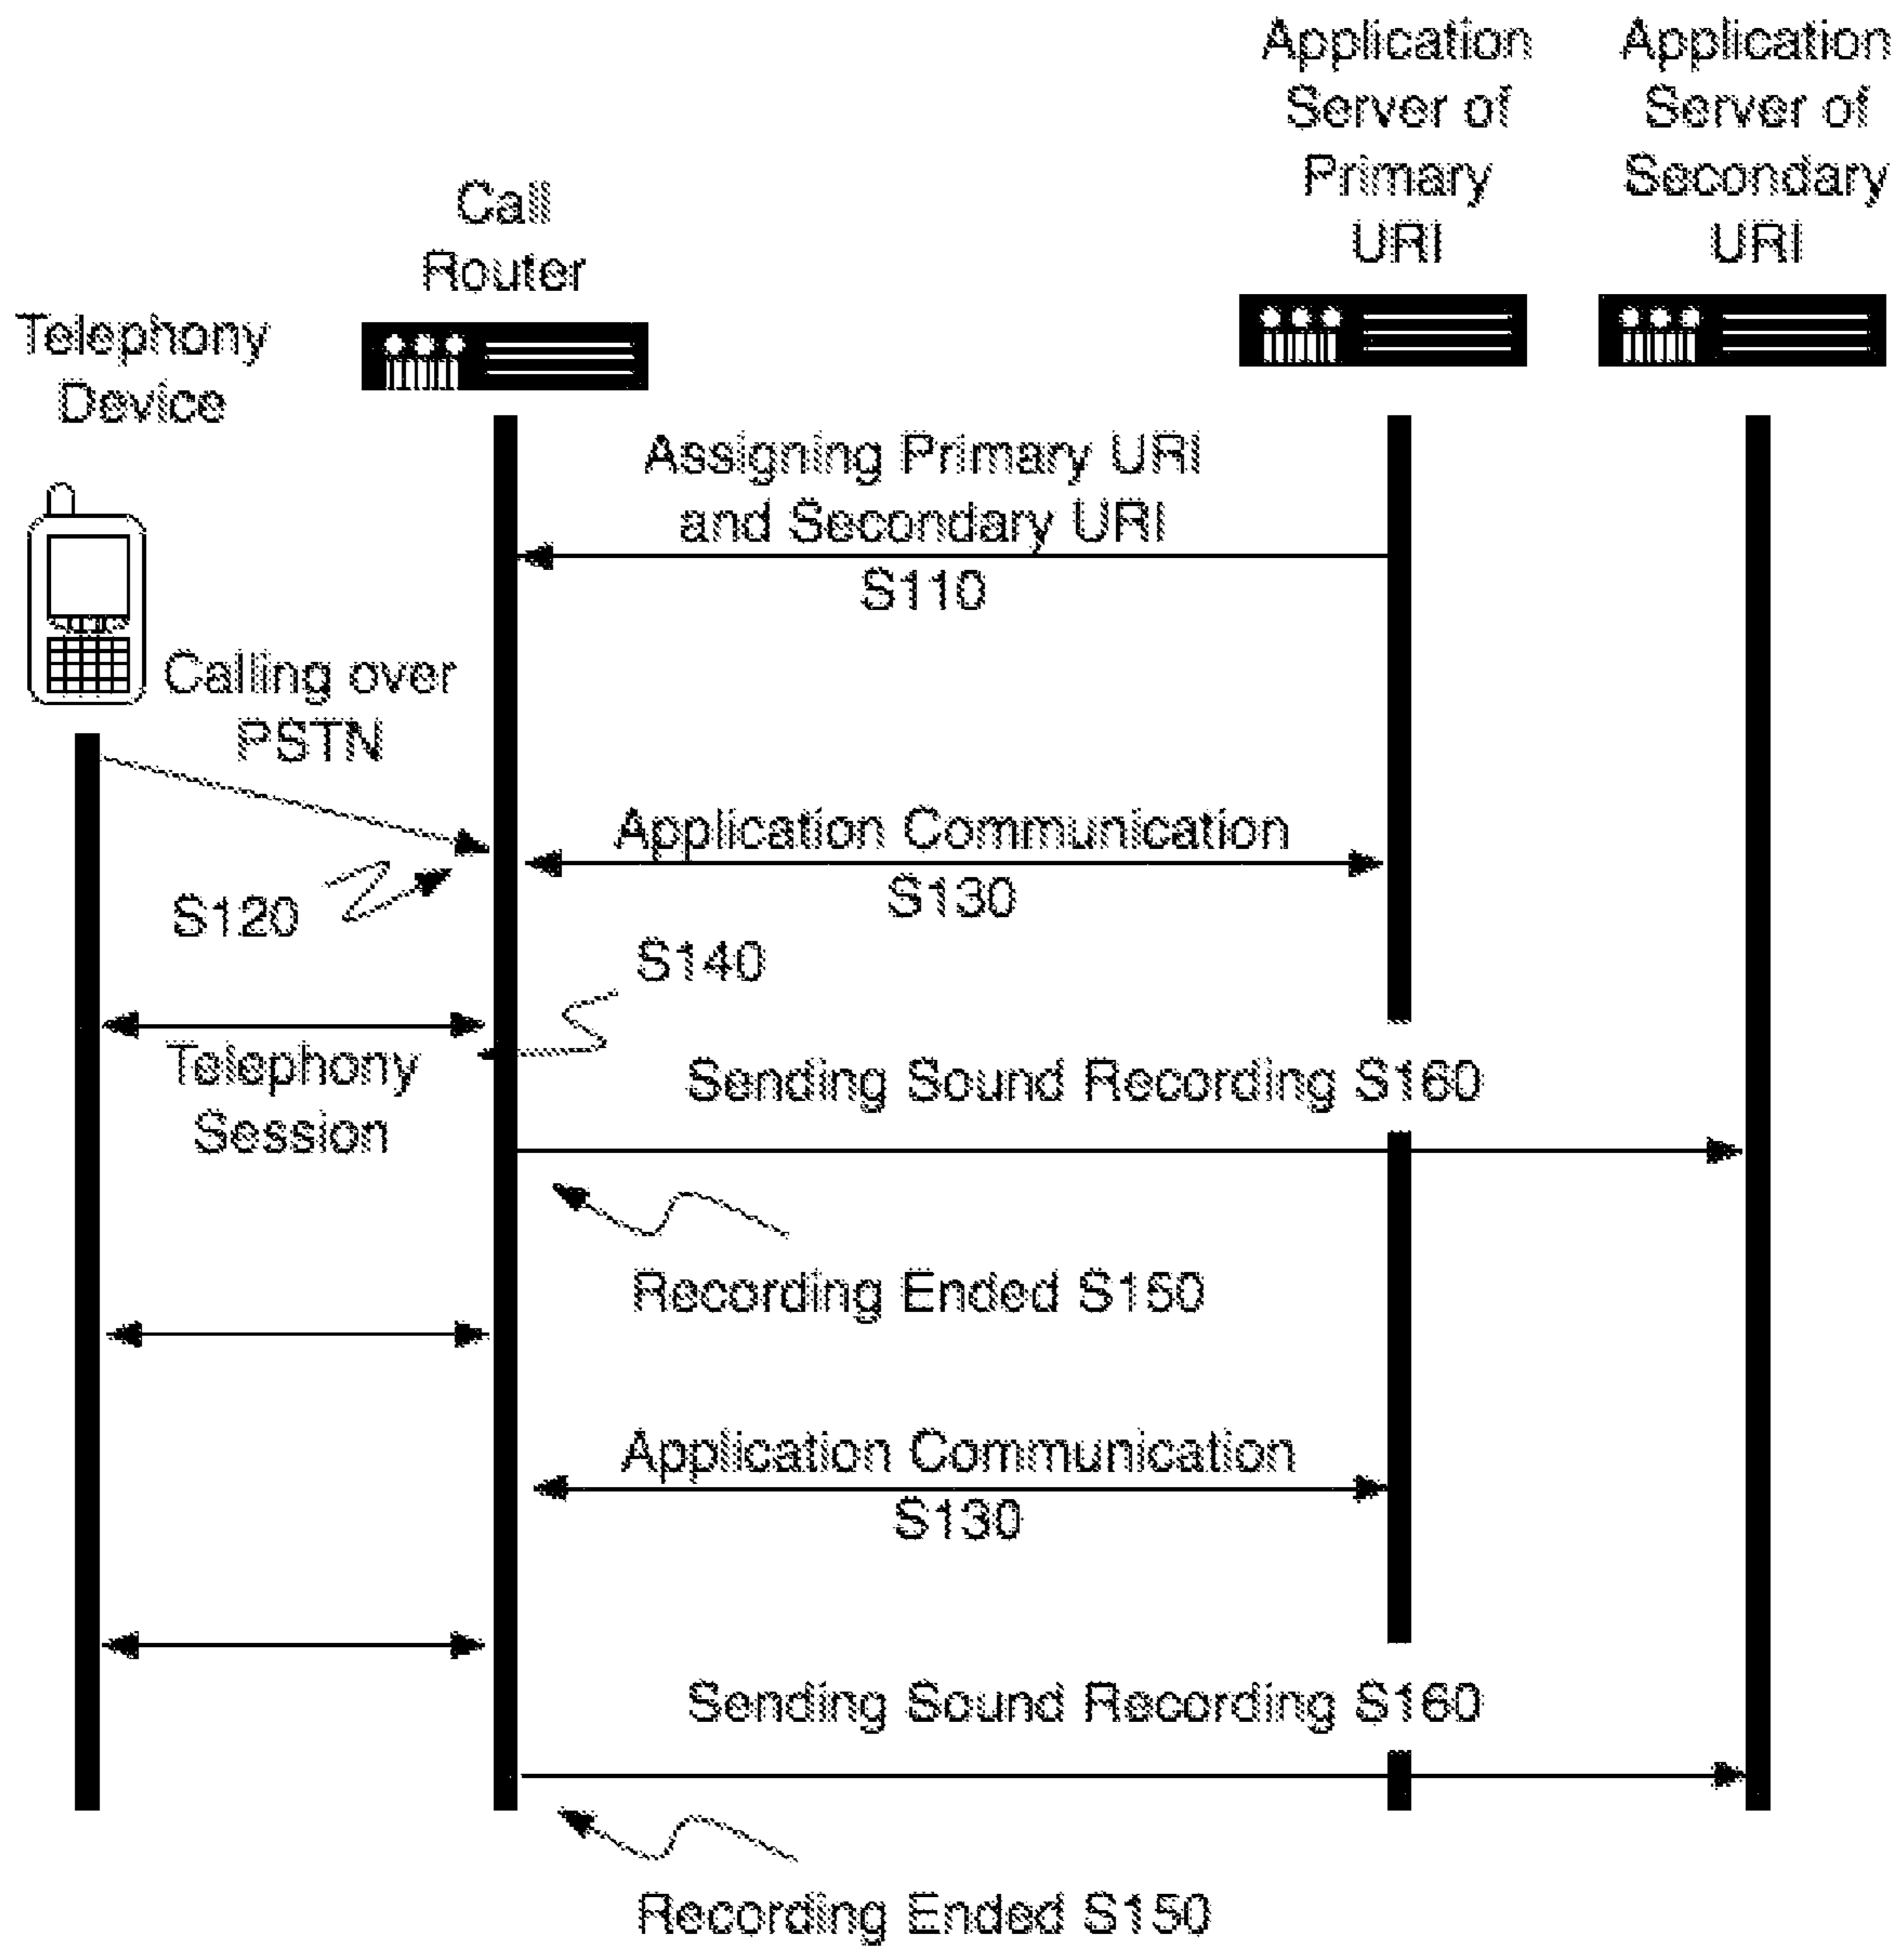 Application
Server of
Primary
URI
Application
Server of
Secondary
URI
Call
Router
Telephony
Device
Assigning Primary URI
and Secondary URI
S110
Calling over
PSTN
Application Communication
S130
S120
S140
Telephony
Session
Sending Sound Recording S160
Recording Ended S150
Application Communication
S130
Sending Sound Recording S160
Recording Ended S150